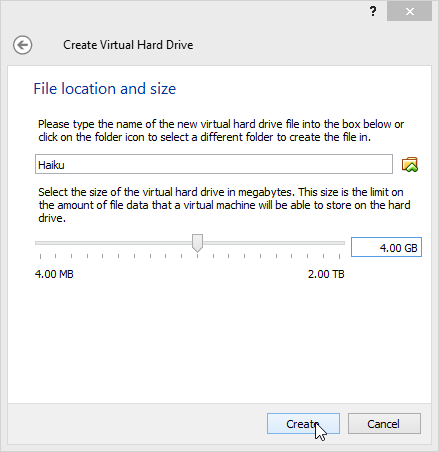 ?
Create Virtual Hard Drive
File location and size
Please type the name of the new virtual hard drive file into the box below or
click on the folder icon to select a different folder to create the file in.
Haiku
Select the size of the virtual hard drive in megabytes. This size is the limit on
the amount of file data that a virtual machine will be able to store on the hard
drive.
4.00 GB
4.00 MB 2.00 TB
Create Cancel